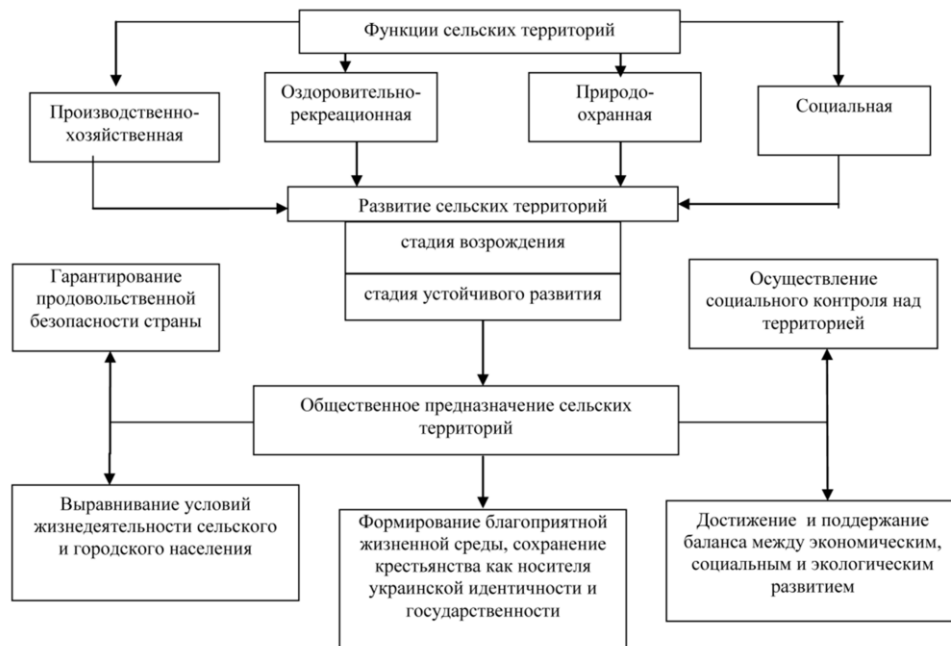 Функции сельских территорий
Производственно-
хозяйственная
Оздоровительно-
рекреационная
Природо-
охранная
Социальная
Развитие сельских территорий
стадия возрождения
стадия устойчивого развития
Гарантирование
продовольственной
безопасности страны
Осуществление
социального контроля над
территорией
Общественное предназначение сельских
территорий
Выравнивание условий
жизнедеятельности сельского
и городского населения
Формирование благоприятной
жизненной среды, сохранение
крестьянства как носителя
украинской идентичности и
государственности
Достижение и поддержание
баланса между экономическим,
социальным и экологическим
развитием